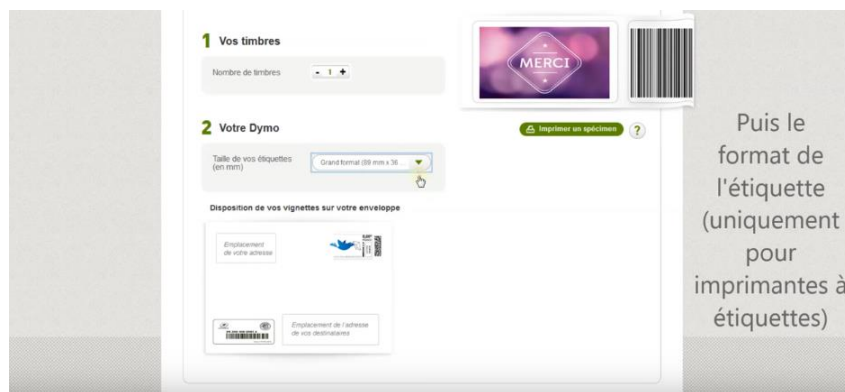 1 Vos timbres
Nombre de timbres
- 1 +
MERCI
2 Votre Dymo
Imprimer un spécimen ?
Taille de vos étiquettes
(en mm)
Grand format (89 mm x 36 ...
Disposition de vos vignettes sur votre enveloppe
Emplacement
de votre adresse
Emplacement de l'adresse
de vos destinataires
Puis le
format de
l'étiquette
(uniquement
pour
imprimantes à
étiquettes)